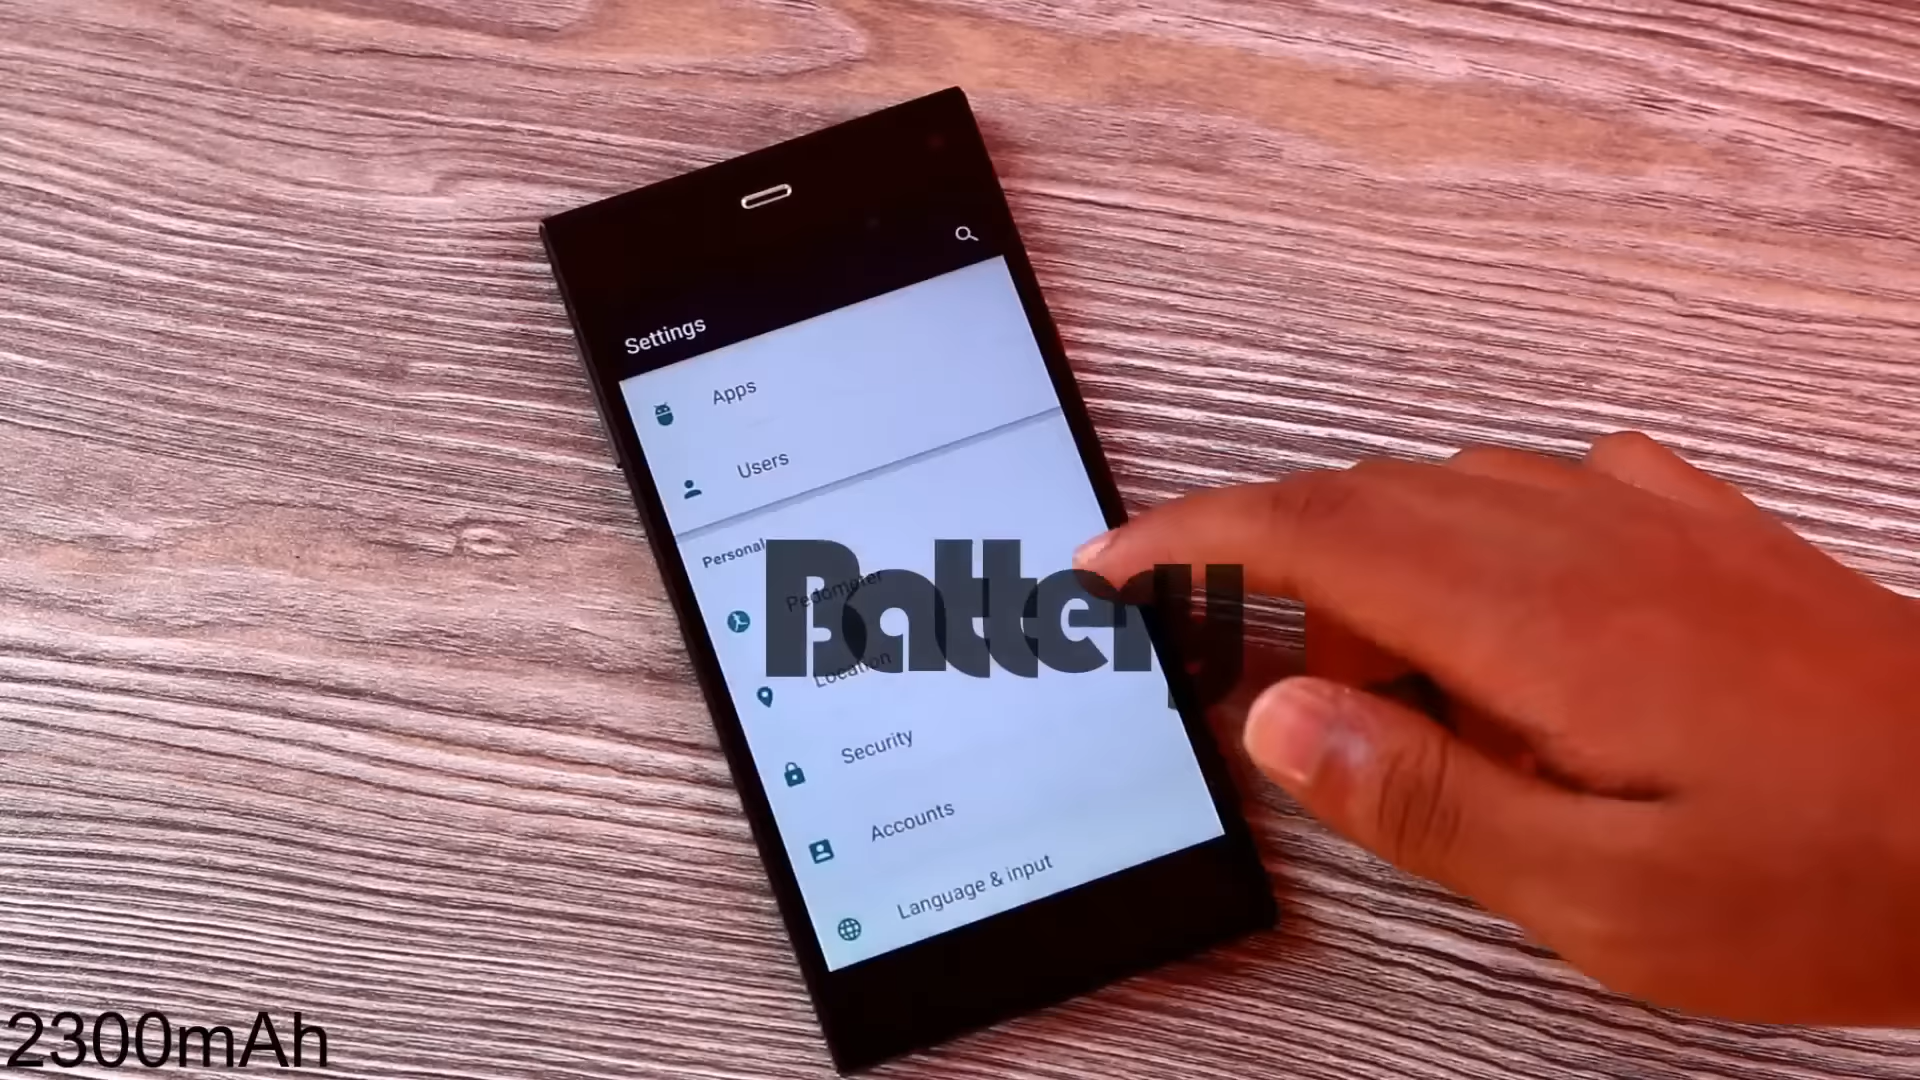 Settings
Apps
Users
Personal
Pedometer
Battery
Location
Security
Accounts
Language & input
2300mAh